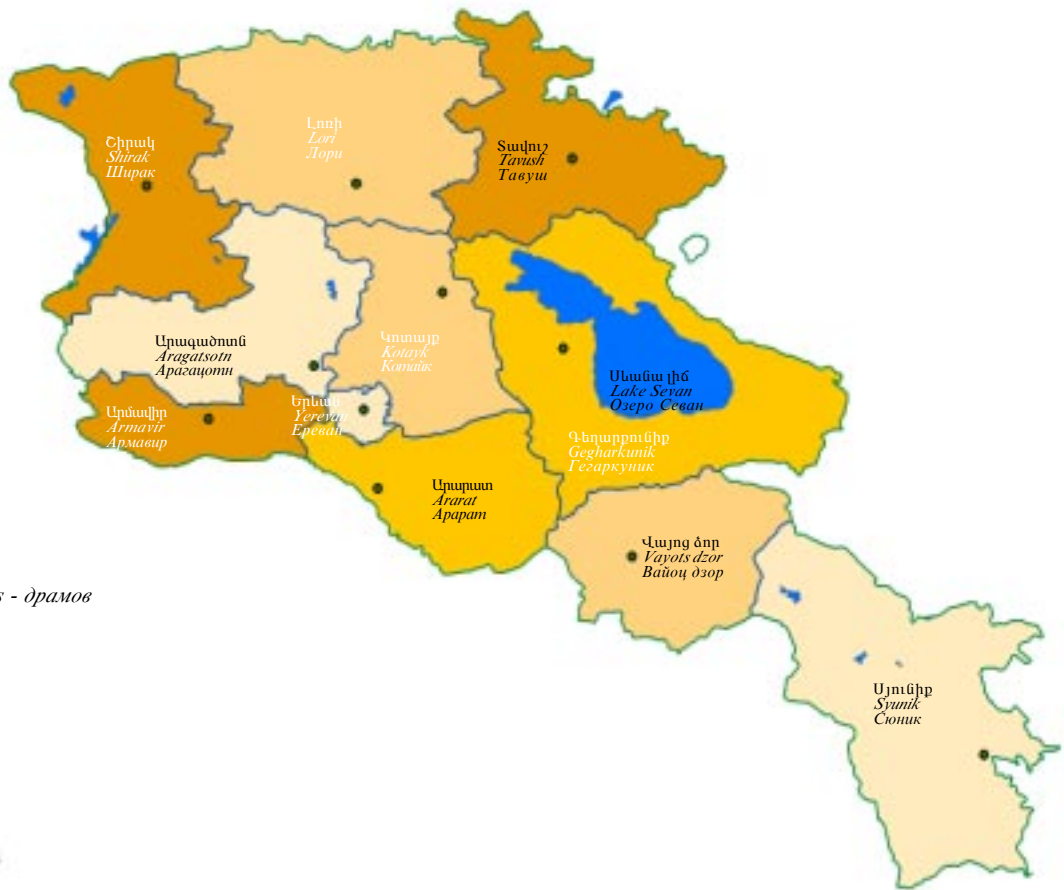 Շիրակ
Shirak
Ширак
Լոռի
Lori
Лори
Տավուշ
Tavush
Тавуш
Արագածոտն
Aragatsotn
Арагацотн
Կոտայք
Kotayk
Котайк
Սևանա լիճ
Lake Sevan
Озеро Севан
Արմավիր
Armavir
Армавир
Երևան
Yerevan
Ереван
Գեղարքունիք
Gegharkunik
Гегаркуник
Արարատ
Ararat
Арарат
Վայոց ձոր
Vayots dzor
Вайоц дзор
s - драмов
Սյունիք
Syunik
Сюник